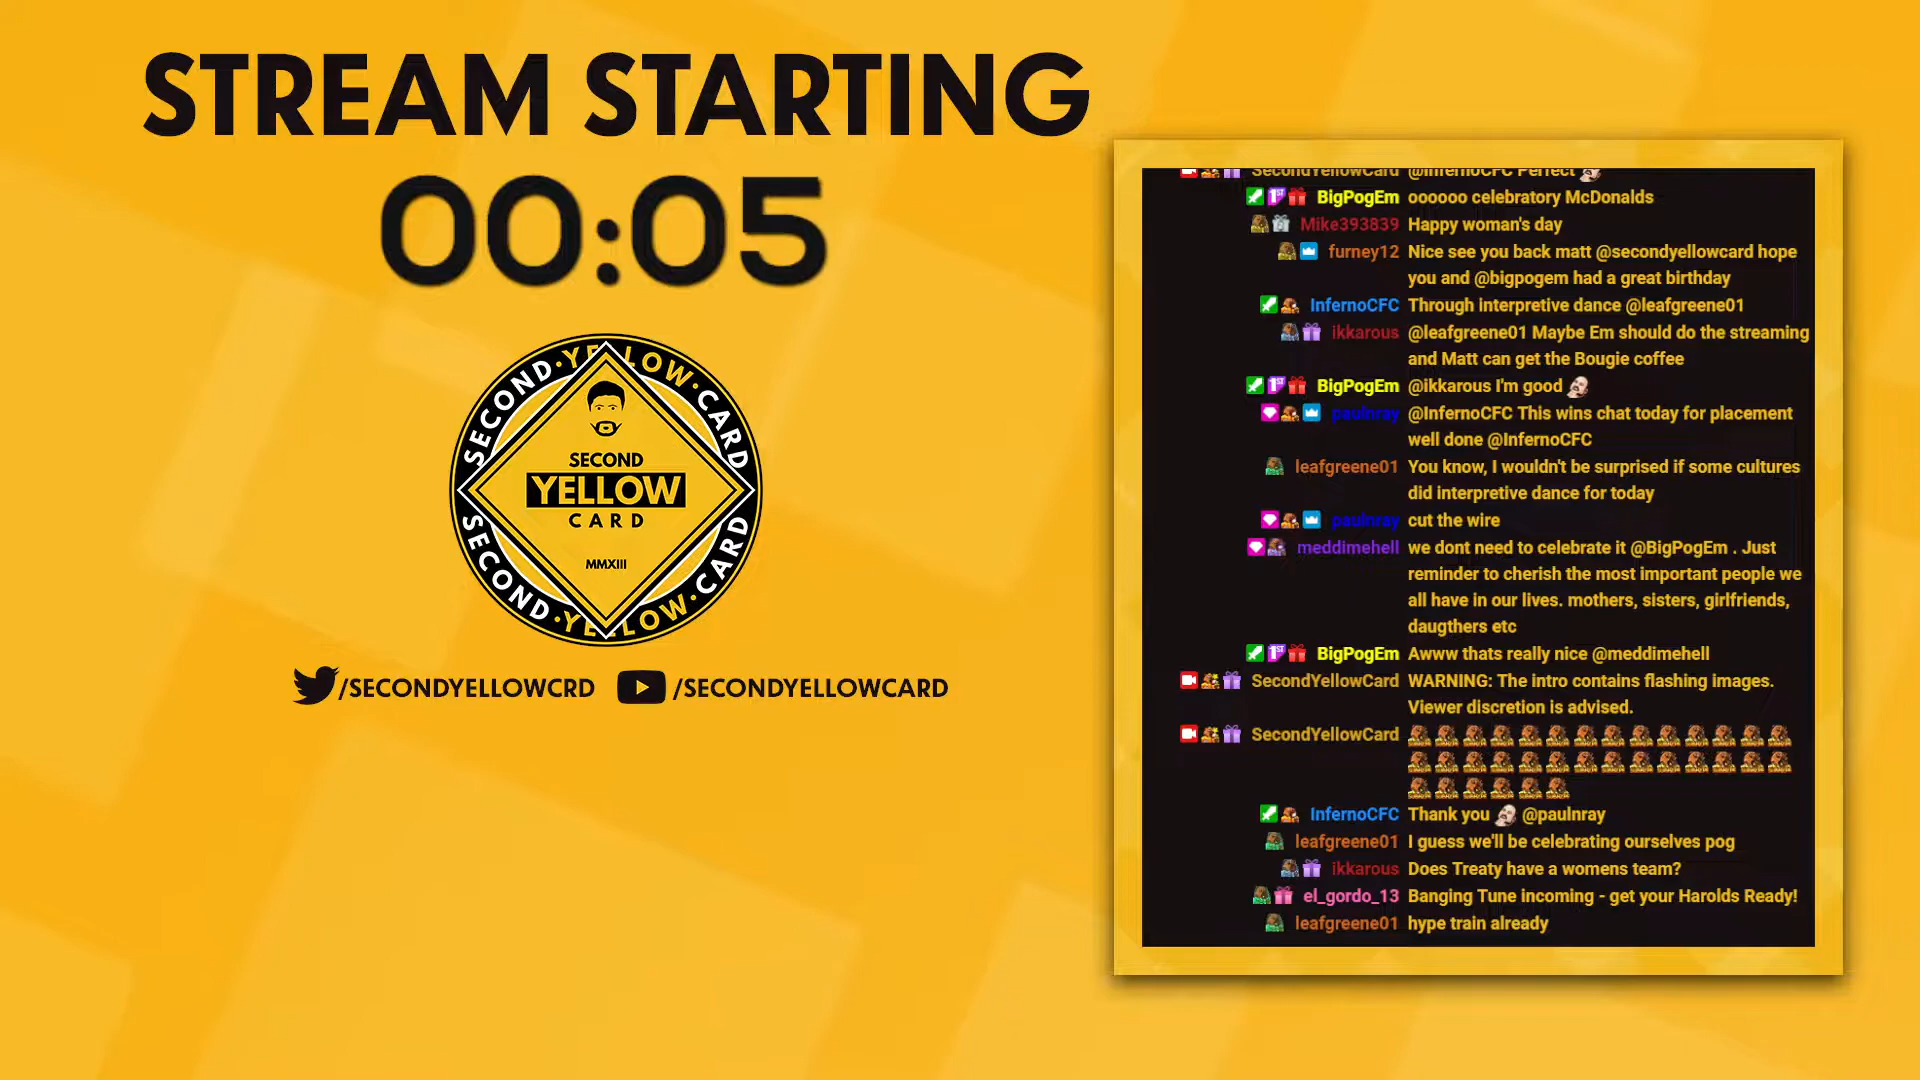 STREAM STARTING
00:05
SECOND · YELLOW · CARD
SECOND
YELLOW
CARD
MMXIII
SECOND · YELLOW · CARD
/SECONDYELLOWCRD /SECONDYELLOWCARD
SecondYellowCard @InfernoCFC Perfect
BigPogEm oooooo celebratory McDonalds
Mike393839 Happy woman's day
furney12 Nice see you back matt @secondyellowcard hope
you and @bigpogem had a great birthday
InfernoCFC Through interpretive dance @leafgreene01
ikkarous @leafgreene01 Maybe Em should do the streaming
and Matt can get the Bougie coffee
BigPogEm @ikkarous I'm good
paulnray @InfernoCFC This wins chat today for placement
well done @InfernoCFC
leafgreene01 You know, I wouldn't be surprised if some cultures
did interpretive dance for today
paulnray cut the wire
meddimehell we dont need to celebrate it @BigPogEm . Just
reminder to cherish the most important people we
all have in our lives. mothers, sisters, girlfriends,
daugthers etc
BigPogEm Awww thats really nice @meddimehell
SecondYellowCard WARNING: The intro contains flashing images.
Viewer discretion is advised.
SecondYellowCard
InfernoCFC Thank you @paulnray
leafgreene01 I guess we'll be celebrating ourselves pog
ikkarous Does Treaty have a womens team?
el_gordo_13 Banging Tune incoming - get your Harolds Ready!
leafgreene01 hype train already